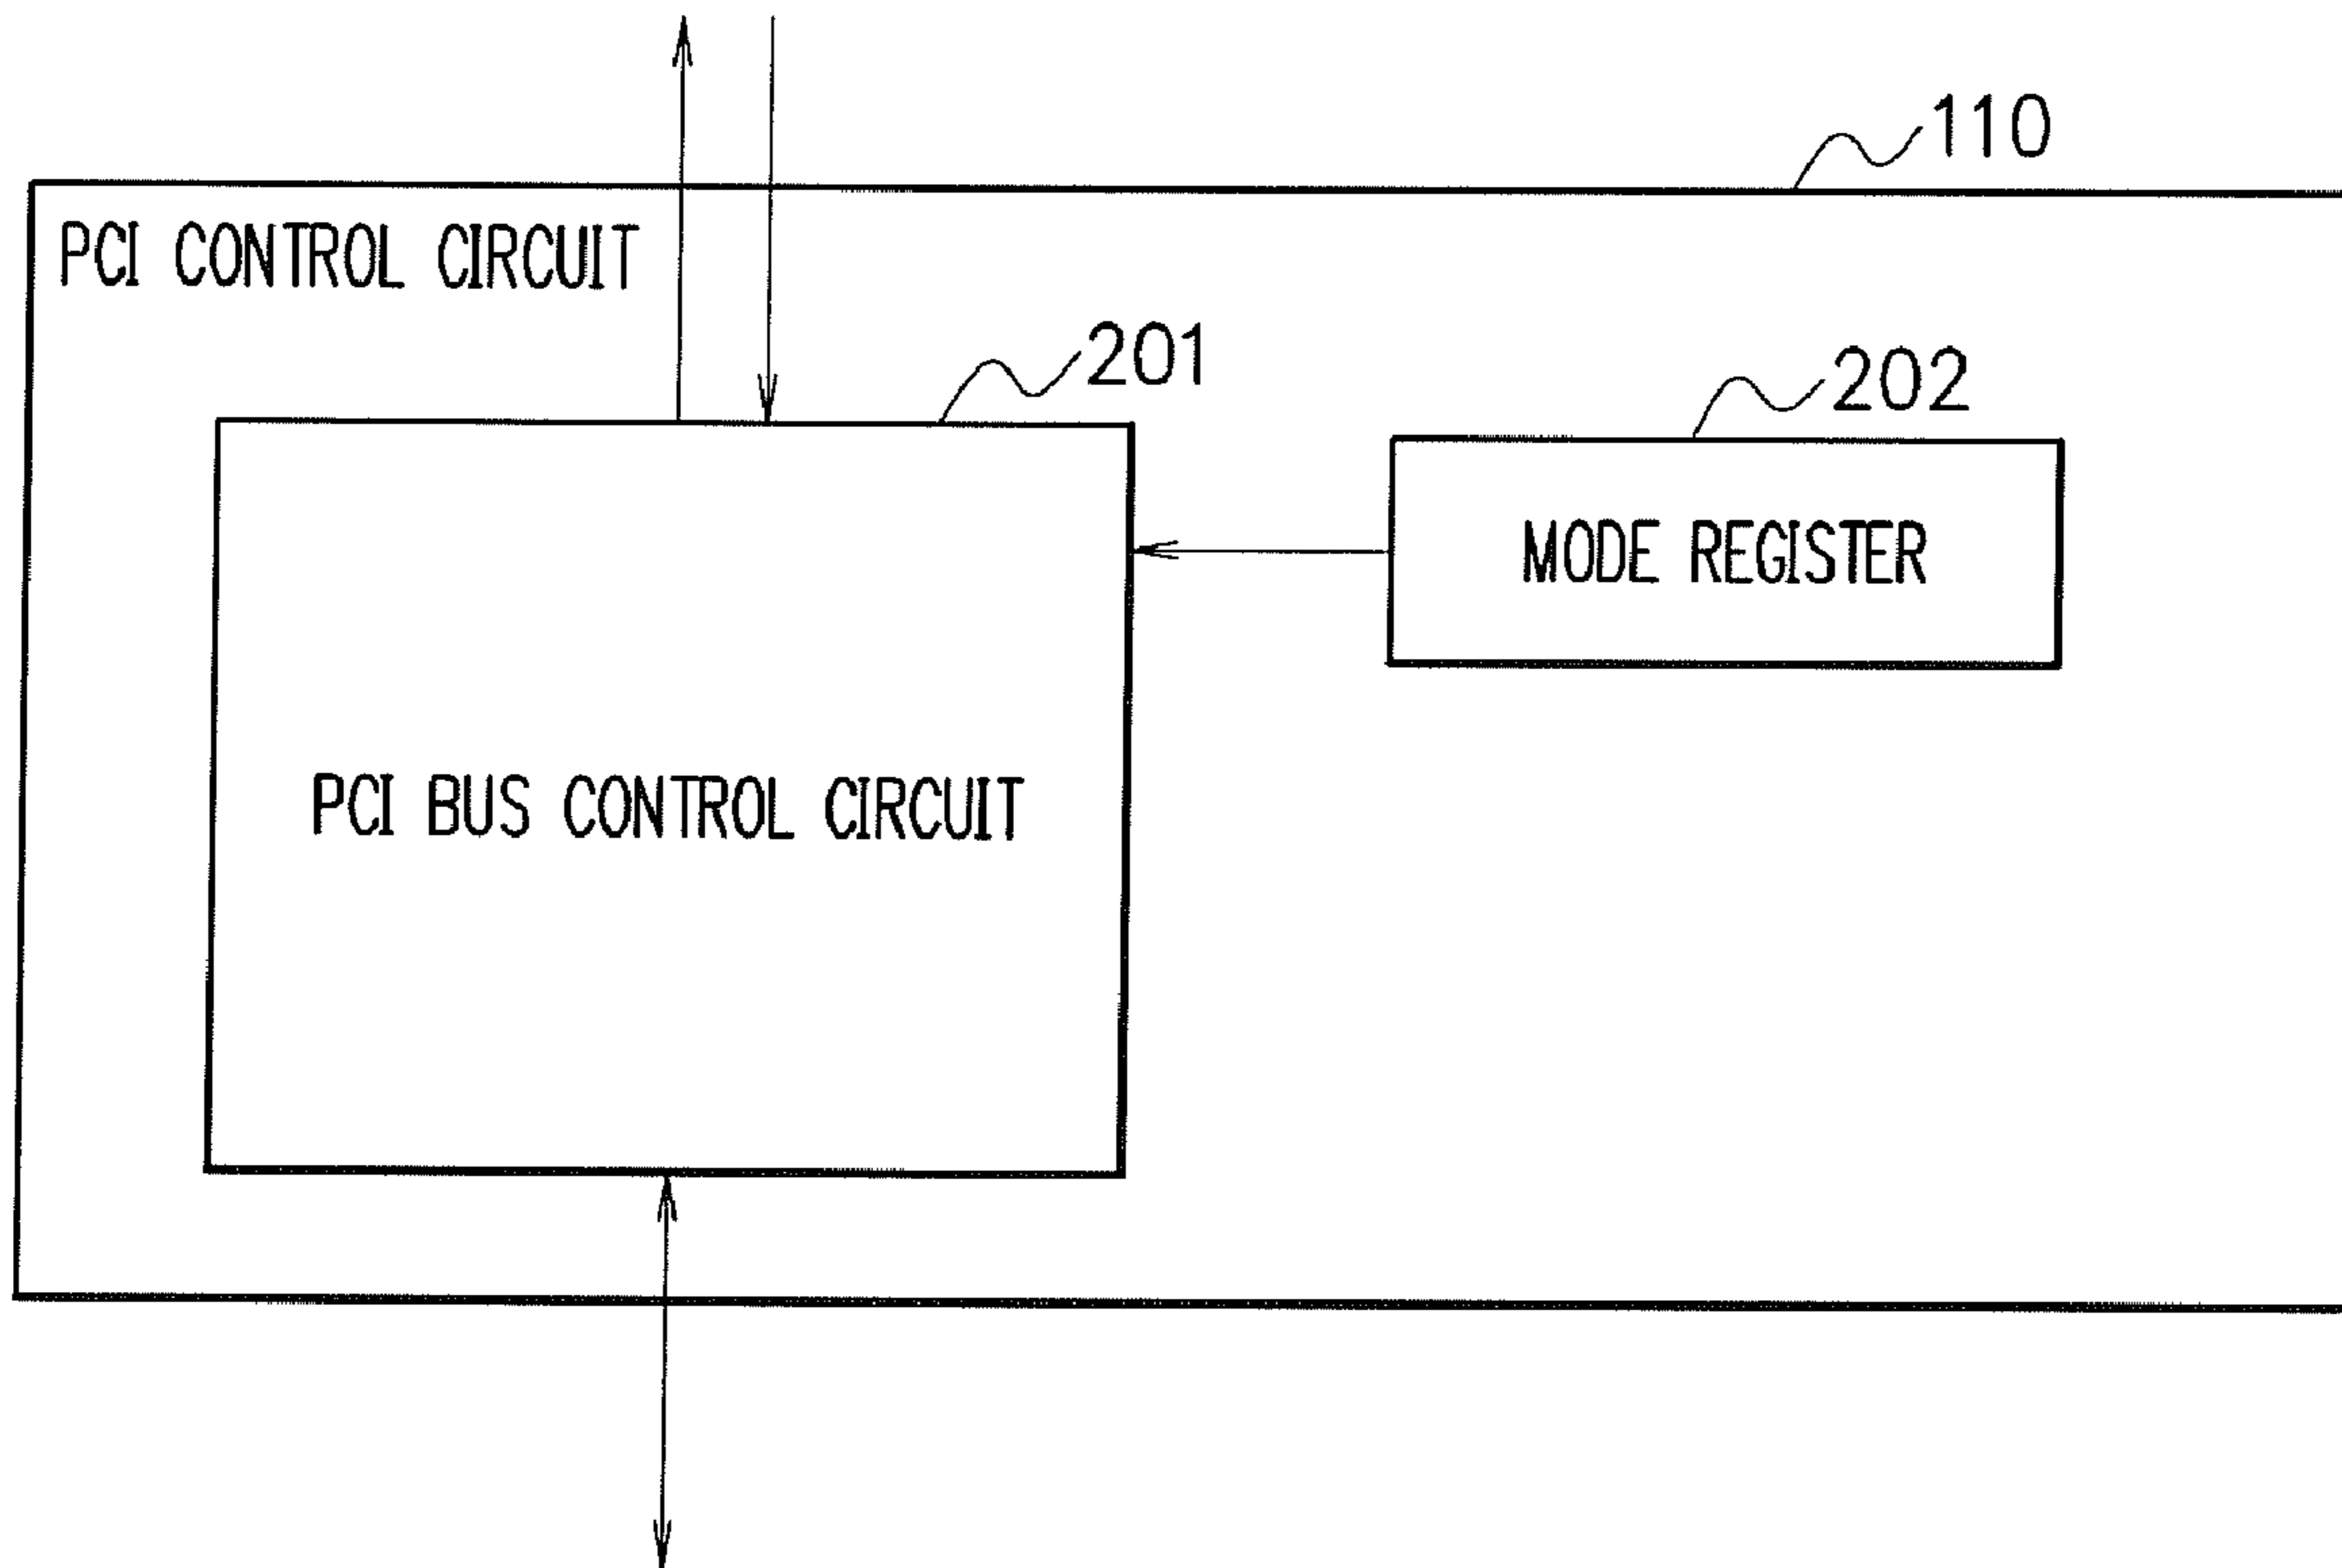 110
PCI CONTROL CIRCUIT
201
202
MODE REGISTER
PCI BUS CONTROL CIRCUIT